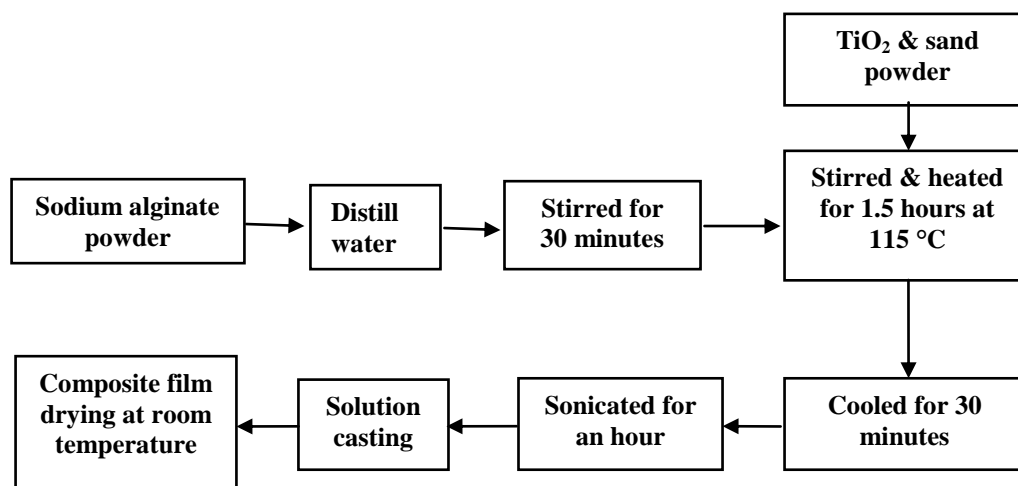 TiO₂ & sand
powder
Sodium alginate
powder
Distill
water
Stirred for
30 minutes
Stirred & heated
for 1.5 hours at
115 °C
Cooled for 30
minutes
Sonicated for
an hour
Solution
casting
Composite film
drying at room
temperature